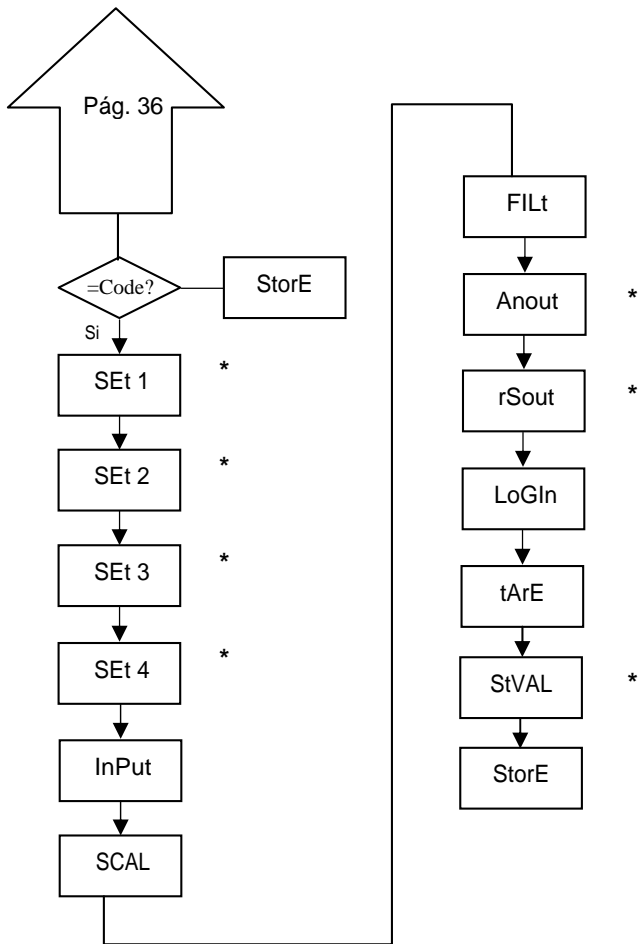 Pág. 36
=Code?
StorE
Si
SEt 1 *
SEt 2 *
SEt 3 *
SEt 4 *
InPut
SCAL
FILt
Anout *
rSout *
LoGIn
tArE
StVAL *
StorE